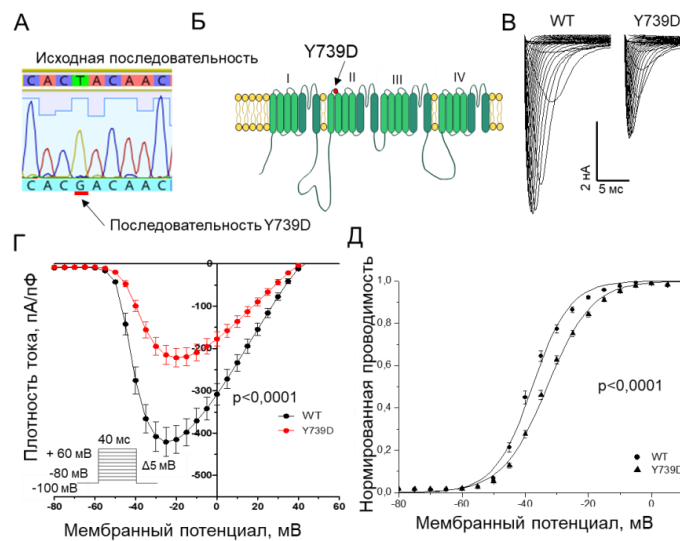 А
Исходная последовательность
C A C T A C A A C
C A C G A C A A C
Последовательность Y739D
Б
Y739D
I II III IV
В
WT Y739D
2 нА
5 мс
Г
Плотность тока, пА/пФ
0
-100
-200
-300
-400
-500
p<0,0001
WT
Y739D
40 мс
+ 60 мВ
-80 мВ
-100мВ
Δ5 мВ
-80 -60 -40 -20 0 20 40 60
Мембранный потенциал, мВ
Д
Нормированная проводимость
1,0
0,8
0,6
0,4
0,2
0,0
p<0,0001
WT
Y739D
-80 -60 -40 -20 0
Мембранный потенциал, мВ